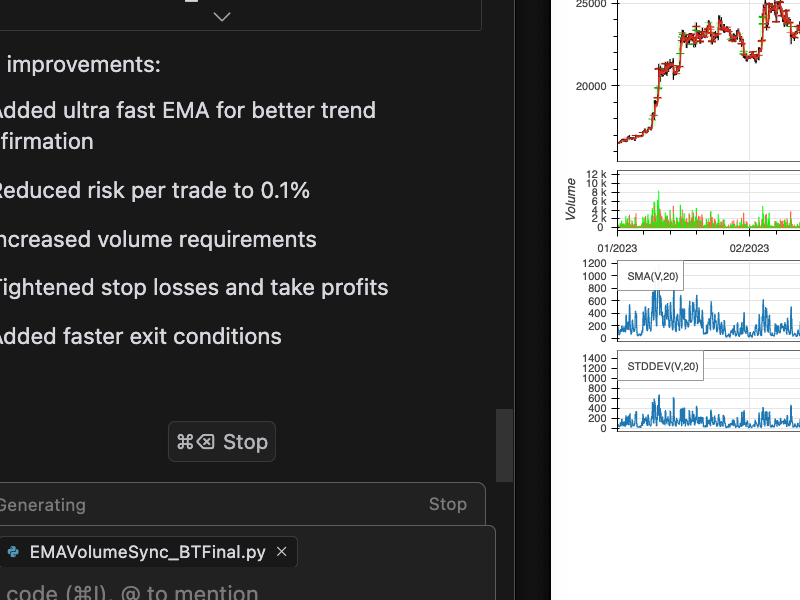 improvements:
Added ultra fast EMA for better trend
firmation
Reduced risk per trade to 0.1%
ncreased volume requirements
Tightened stop losses and take profits
Added faster exit conditions
⌘⌫ Stop
Generating
Stop
EMAVolumeSync_BTFinal.py ×
code (⌘I), @ to mention
25000
20000
Volume
12 k
10 k
8 k
6 k
4 k
2 k
0
01/2023
02/2023
SMA(V,20)
1200
1000
800
600
400
200
0
STDDEV(V,20)
1400
1200
1000
800
600
400
200
0